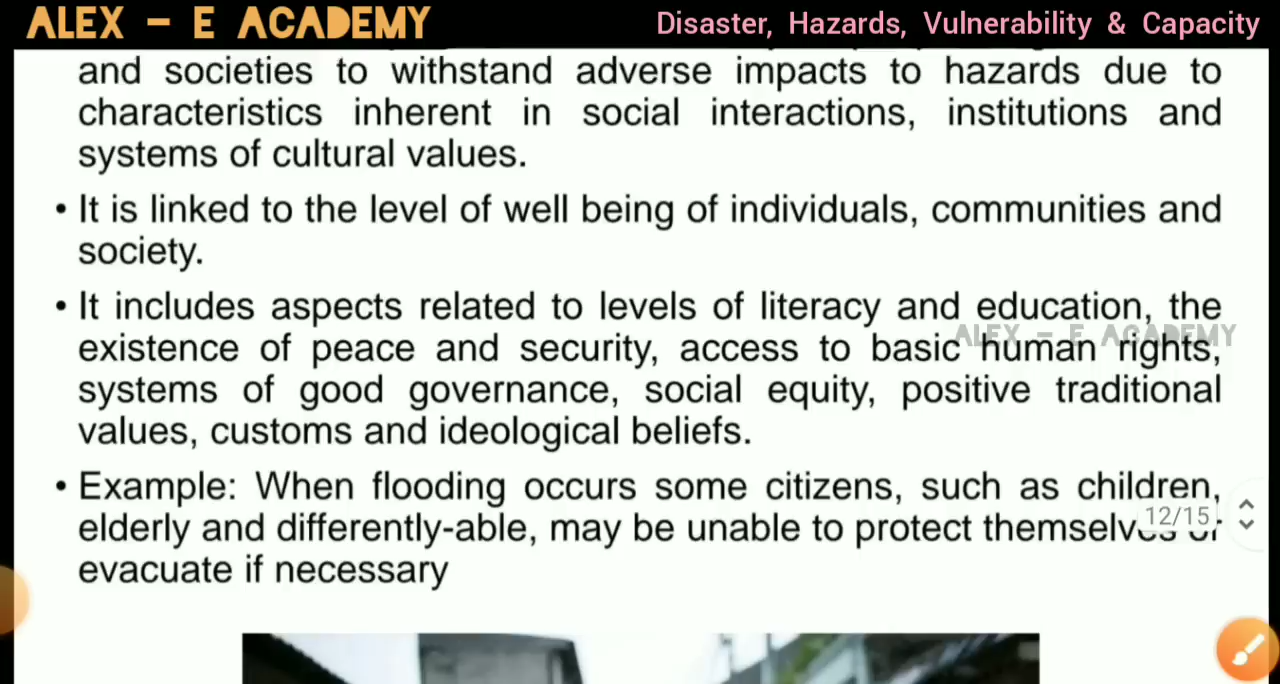 ALEX – E ACADEMY
Disaster, Hazards, Vulnerability & Capacity
and societies to withstand adverse impacts to hazards due to
characteristics inherent in social interactions, institutions and
systems of cultural values.
• It is linked to the level of well being of individuals, communities and
society.
• It includes aspects related to levels of literacy and education, the
ALEX – E ACADEMY
existence of peace and security, access to basic human rights,
systems of good governance, social equity, positive traditional
values, customs and ideological beliefs.
• Example: When flooding occurs some citizens, such as children,
12/15
elderly and differently-able, may be unable to protect themselves or
evacuate if necessary